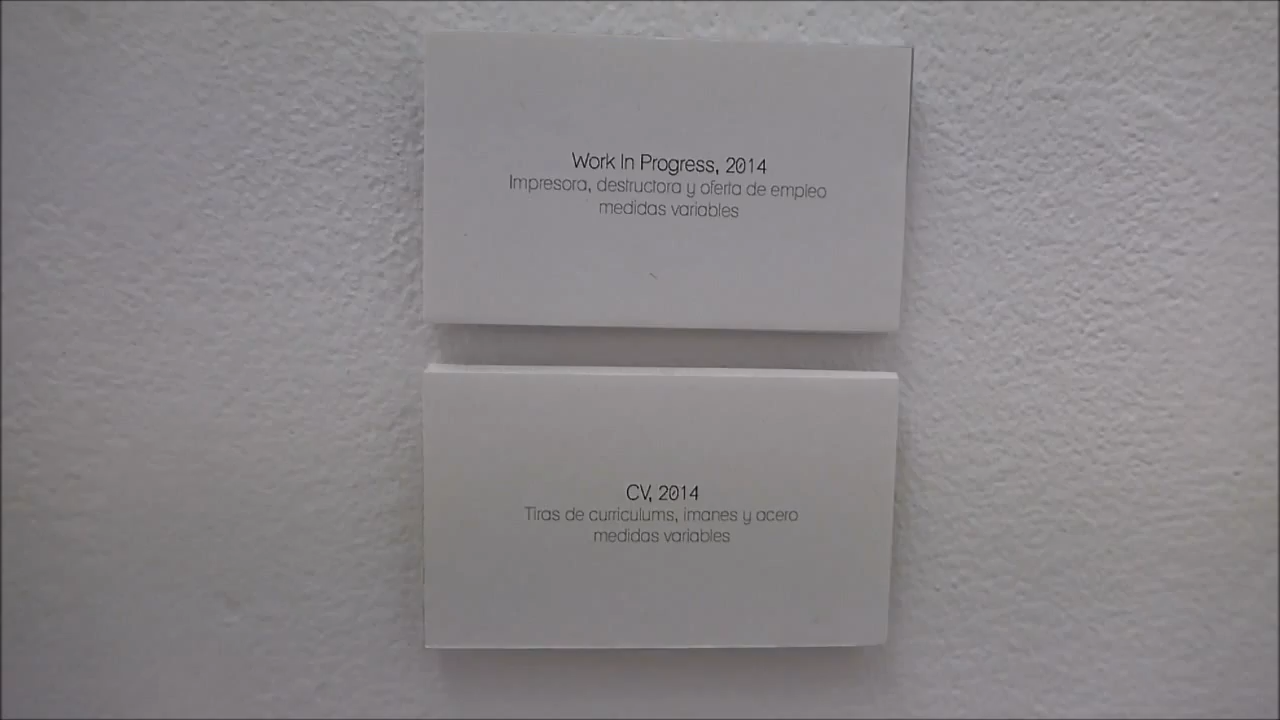 Work In Progress, 2014
Impresora, destructora y oferta de empleo
medidas variables
CV, 2014
Tiras de curriculums, imanes y acero
medidas variables